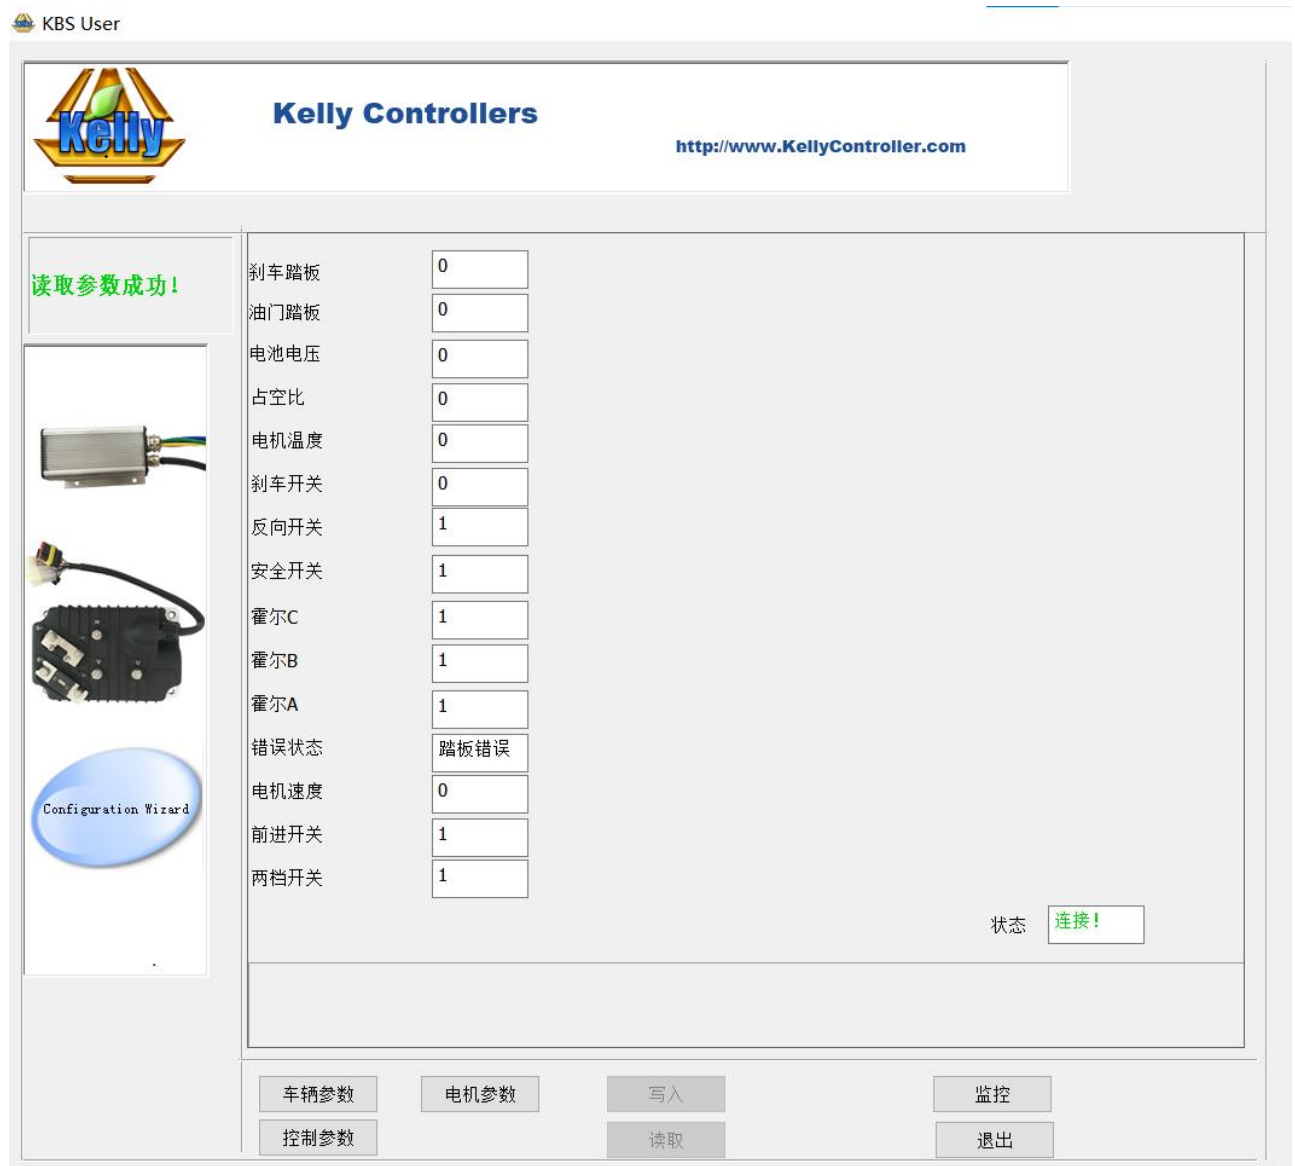 KBS User
Kelly
Kelly Controllers
http://www.KellyController.com
读取参数成功!
刹车踏板 0
油门踏板 0
电池电压 0
占空比 0
电机温度 0
刹车开关 0
反向开关 1
安全开关 1
霍尔C 1
霍尔B 1
霍尔A 1
错误状态 踏板错误
电机速度 0
前进开关 1
两档开关 1
Configuration Wizard
状态 连接!
车辆参数 电机参数 写入 监控
控制参数 读取 退出